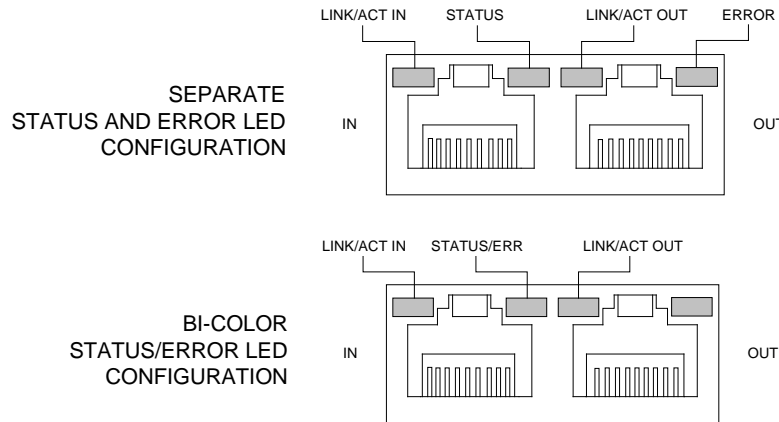 LINK/ACT IN STATUS LINK/ACT OUT ERROR
SEPARATE
STATUS AND ERROR LED
CONFIGURATION
IN
OUT
LINK/ACT IN STATUS/ERR LINK/ACT OUT
BI-COLOR
STATUS/ERROR LED
CONFIGURATION
IN
OUT